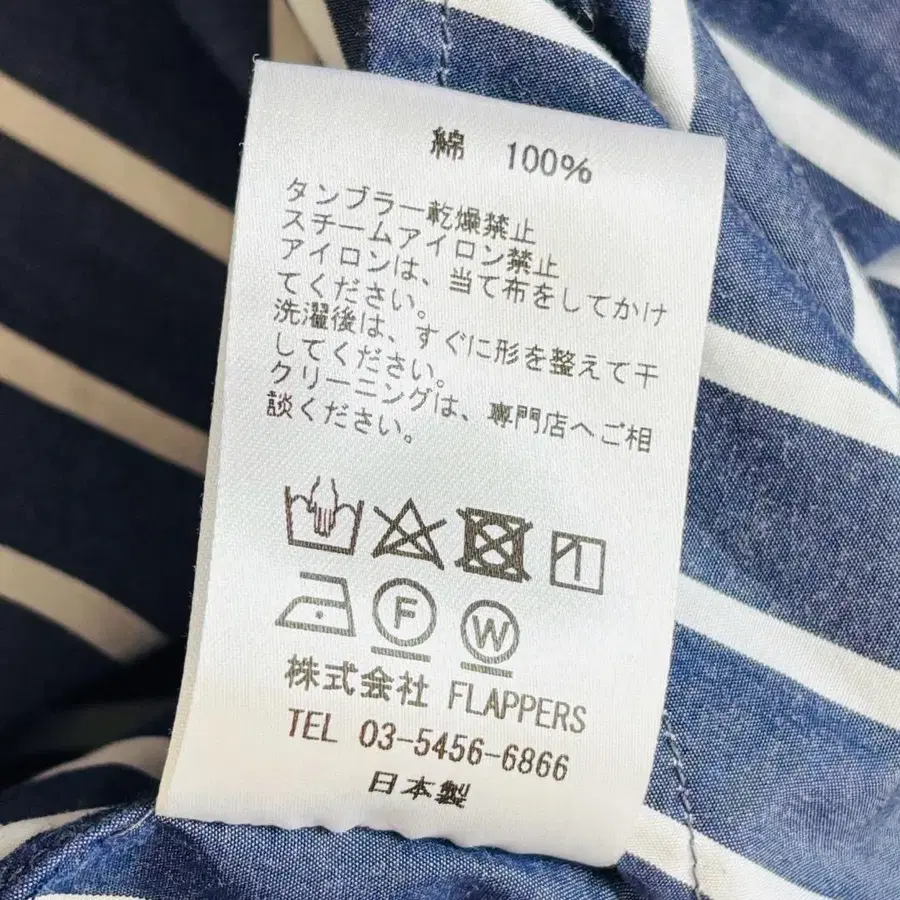 綿 100%
タンブラー乾燥禁止
スチームアイロン禁止
アイロンは、当て布をしてかけ
てください。
洗濯後は、すぐに形を整えて干
してください。
クリーニングは、専門店へご相
談ください。
F W
株式会社 FLAPPERS
TEL 03-5456-6866
日本製